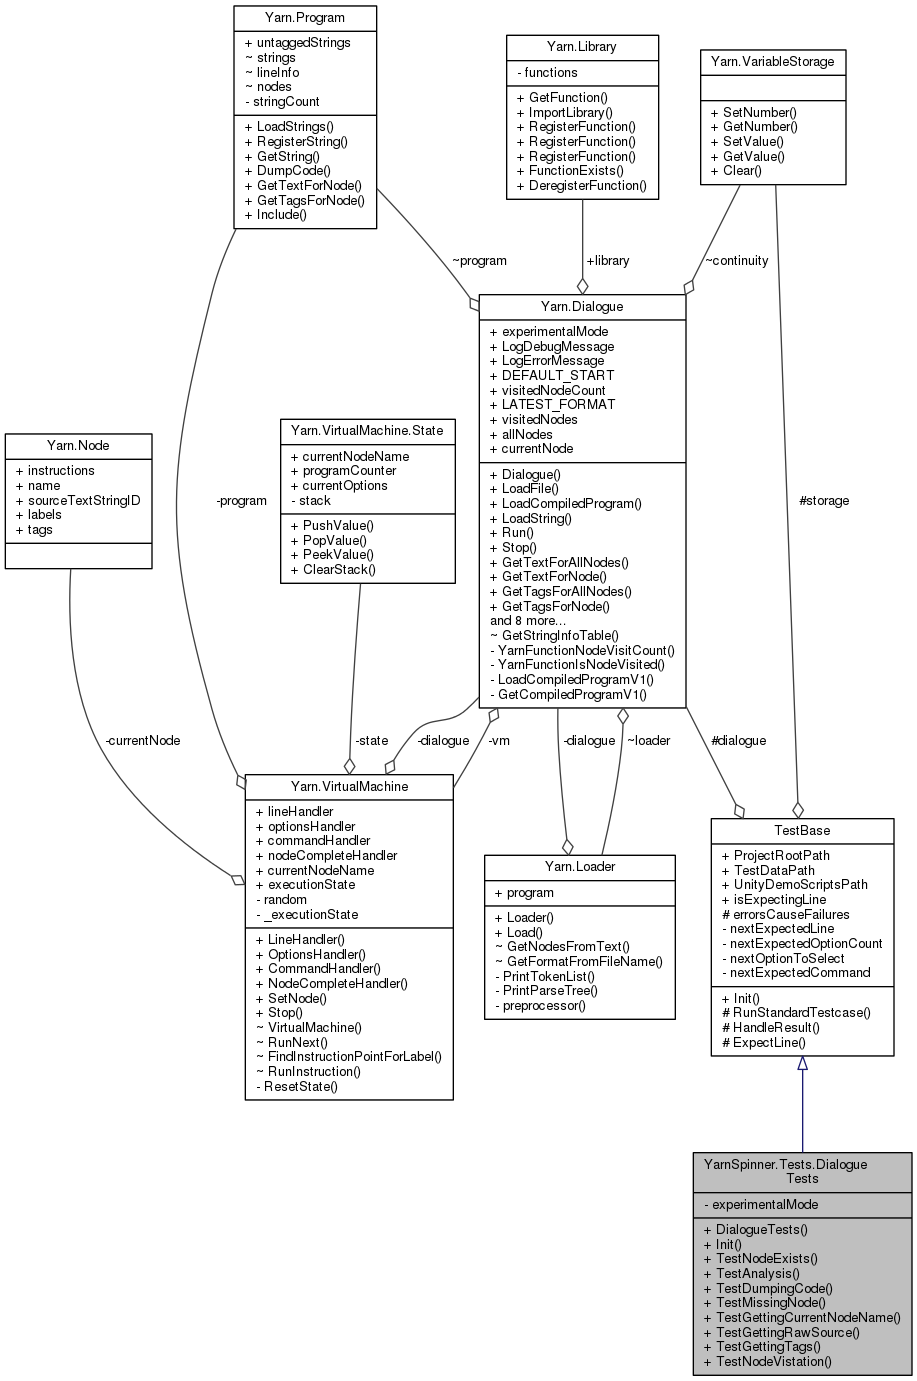 Yarn.Program
+ untaggedStrings
~ strings
~ lineInfo
~ nodes
- stringCount
+ LoadStrings()
+ RegisterString()
+ GetString()
+ DumpCode()
+ GetTextForNode()
+ GetTagsForNode()
+ Include()
Yarn.Library
- functions
+ GetFunction()
+ ImportLibrary()
+ RegisterFunction()
+ RegisterFunction()
+ RegisterFunction()
+ FunctionExists()
+ DeregisterFunction()
Yarn.VariableStorage
+ SetNumber()
+ GetNumber()
+ SetValue()
+ GetValue()
+ Clear()
~program
+library
~continuity
Yarn.Dialogue
+ experimentalMode
+ LogDebugMessage
+ LogErrorMessage
+ DEFAULT_START
+ visitedNodeCount
+ LATEST_FORMAT
+ visitedNodes
+ allNodes
+ currentNode
+ Dialogue()
+ LoadFile()
+ LoadCompiledProgram()
+ LoadString()
+ Run()
+ Stop()
+ GetTextForAllNodes()
+ GetTextForNode()
+ GetTagsForAllNodes()
+ GetTagsForNode()
and 8 more...
~ GetStringInfoTable()
- YarnFunctionNodeVisitCount()
- YarnFunctionIsNodeVisited()
- LoadCompiledProgramV1()
- GetCompiledProgramV1()
Yarn.VirtualMachine.State
+ currentNodeName
+ programCounter
+ currentOptions
- stack
+ PushValue()
+ PopValue()
+ PeekValue()
+ ClearStack()
Yarn.Node
+ instructions
+ name
+ sourceTextStringID
+ labels
+ tags
-program
#storage
-currentNode
-state
-dialogue
-vm
-dialogue
~loader
#dialogue
Yarn.VirtualMachine
+ lineHandler
+ optionsHandler
+ commandHandler
+ nodeCompleteHandler
+ currentNodeName
+ executionState
- random
- _executionState
+ LineHandler()
+ OptionsHandler()
+ CommandHandler()
+ NodeCompleteHandler()
+ SetNode()
+ Stop()
~ VirtualMachine()
~ RunNext()
~ FindInstructionPointForLabel()
~ RunInstruction()
- ResetState()
Yarn.Loader
+ program
+ Loader()
+ Load()
~ GetNodesFromText()
~ GetFormatFromFileName()
- PrintTokenList()
- PrintParseTree()
- preprocessor()
TestBase
+ ProjectRootPath
+ TestDataPath
+ UnityDemoScriptsPath
+ isExpectingLine
# errorsCauseFailures
- nextExpectedLine
- nextExpectedOptionCount
- nextOptionToSelect
- nextExpectedCommand
+ Init()
# RunStandardTestcase()
# HandleResult()
# ExpectLine()
YarnSpinner.Tests.Dialogue
Tests
- experimentalMode
+ DialogueTests()
+ Init()
+ TestNodeExists()
+ TestAnalysis()
+ TestDumpingCode()
+ TestMissingNode()
+ TestGettingCurrentNodeName()
+ TestGettingRawSource()
+ TestGettingTags()
+ TestNodeVistation()